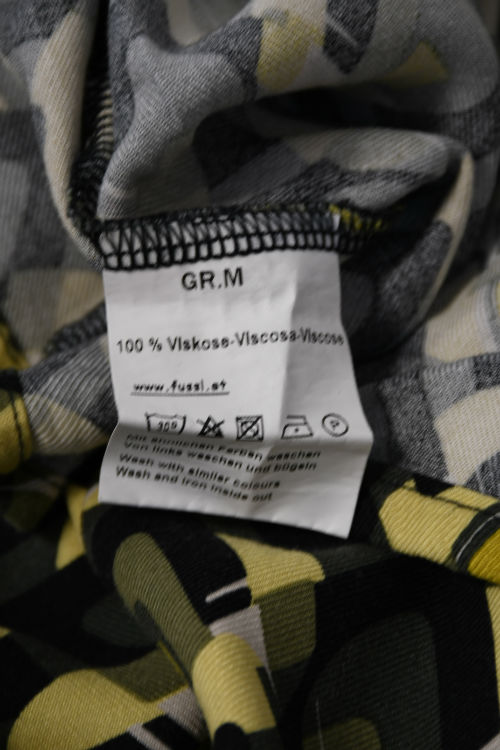 GR.M
100 % Viskose-Viscosa-Viscose
www.fussl.at
30°
P
Mit ähnlichen Farben waschen
Von links waschen und bügeln
Wash with similar colours
Wash and iron inside out